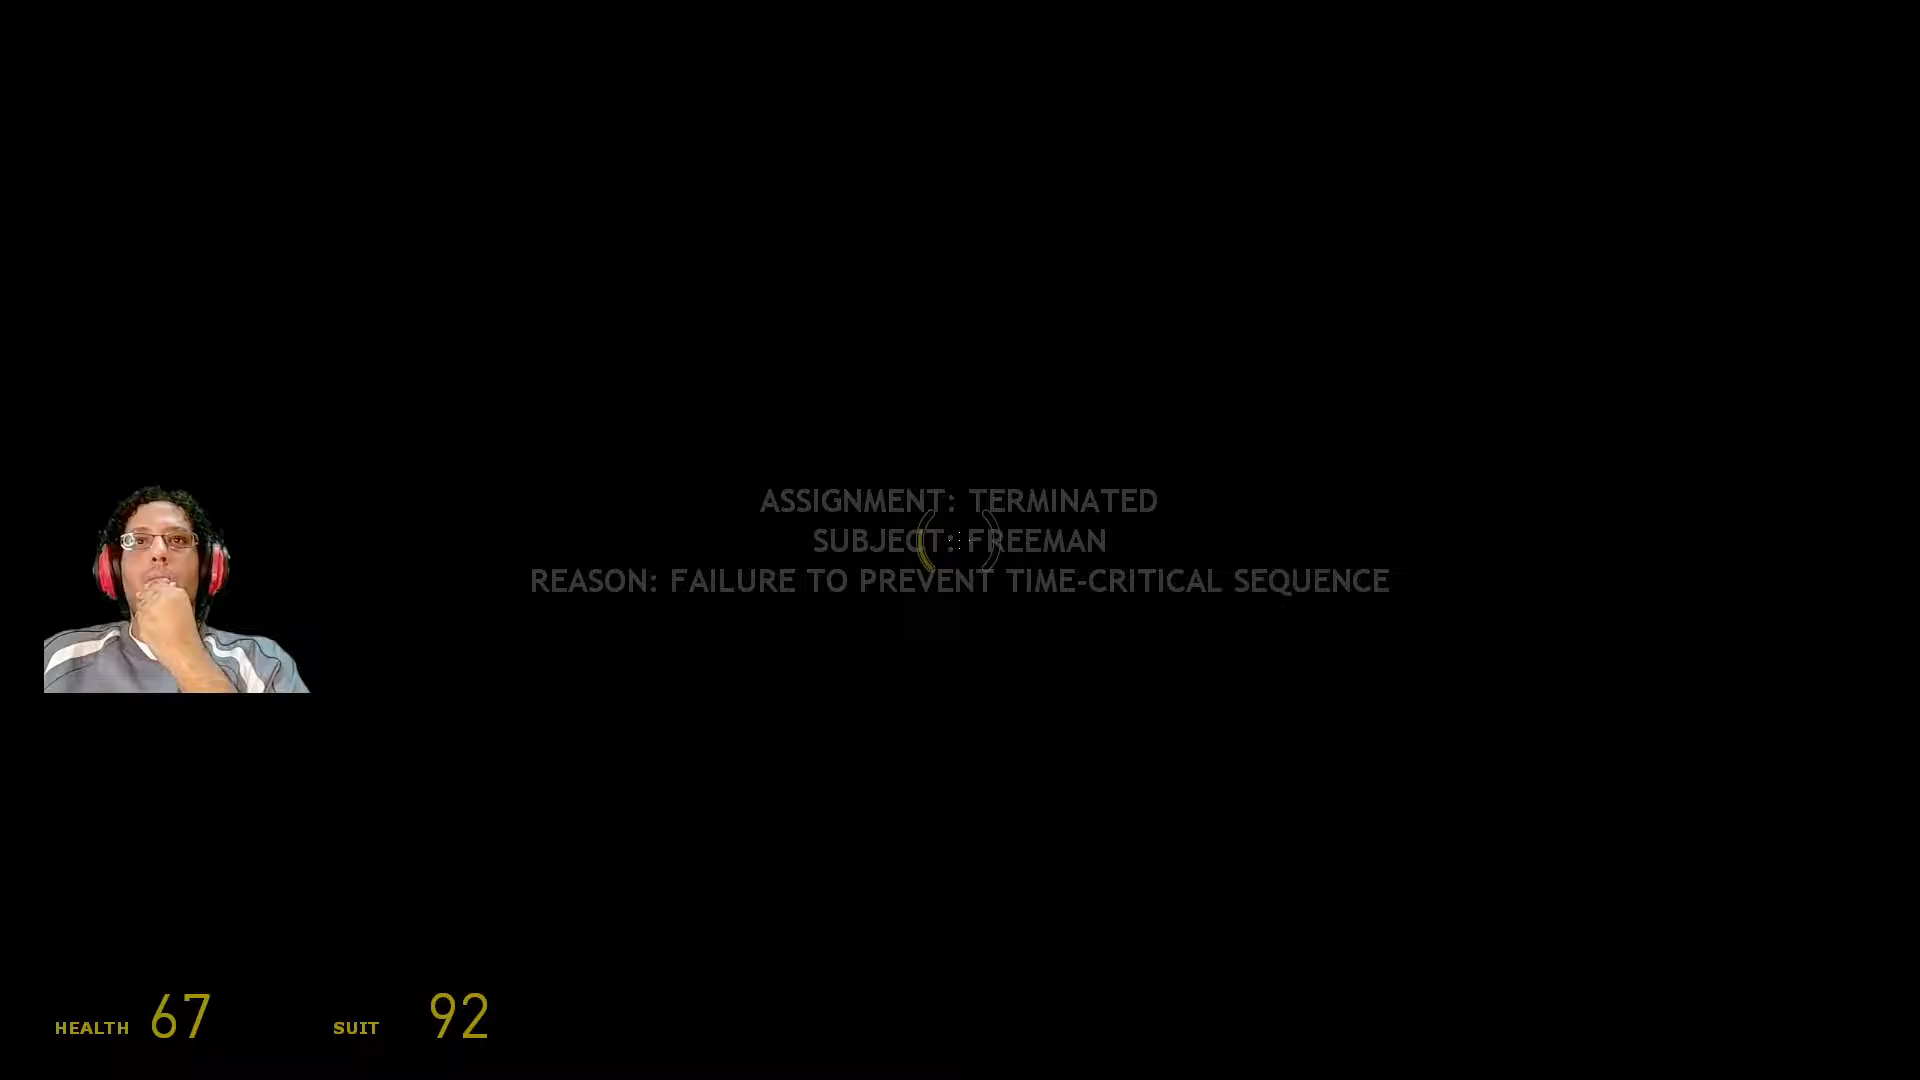 ASSIGNMENT: TERMINATED
SUBJECT: FREEMAN
REASON: FAILURE TO PREVENT TIME-CRITICAL SEQUENCE
HEALTH 67 SUIT 92